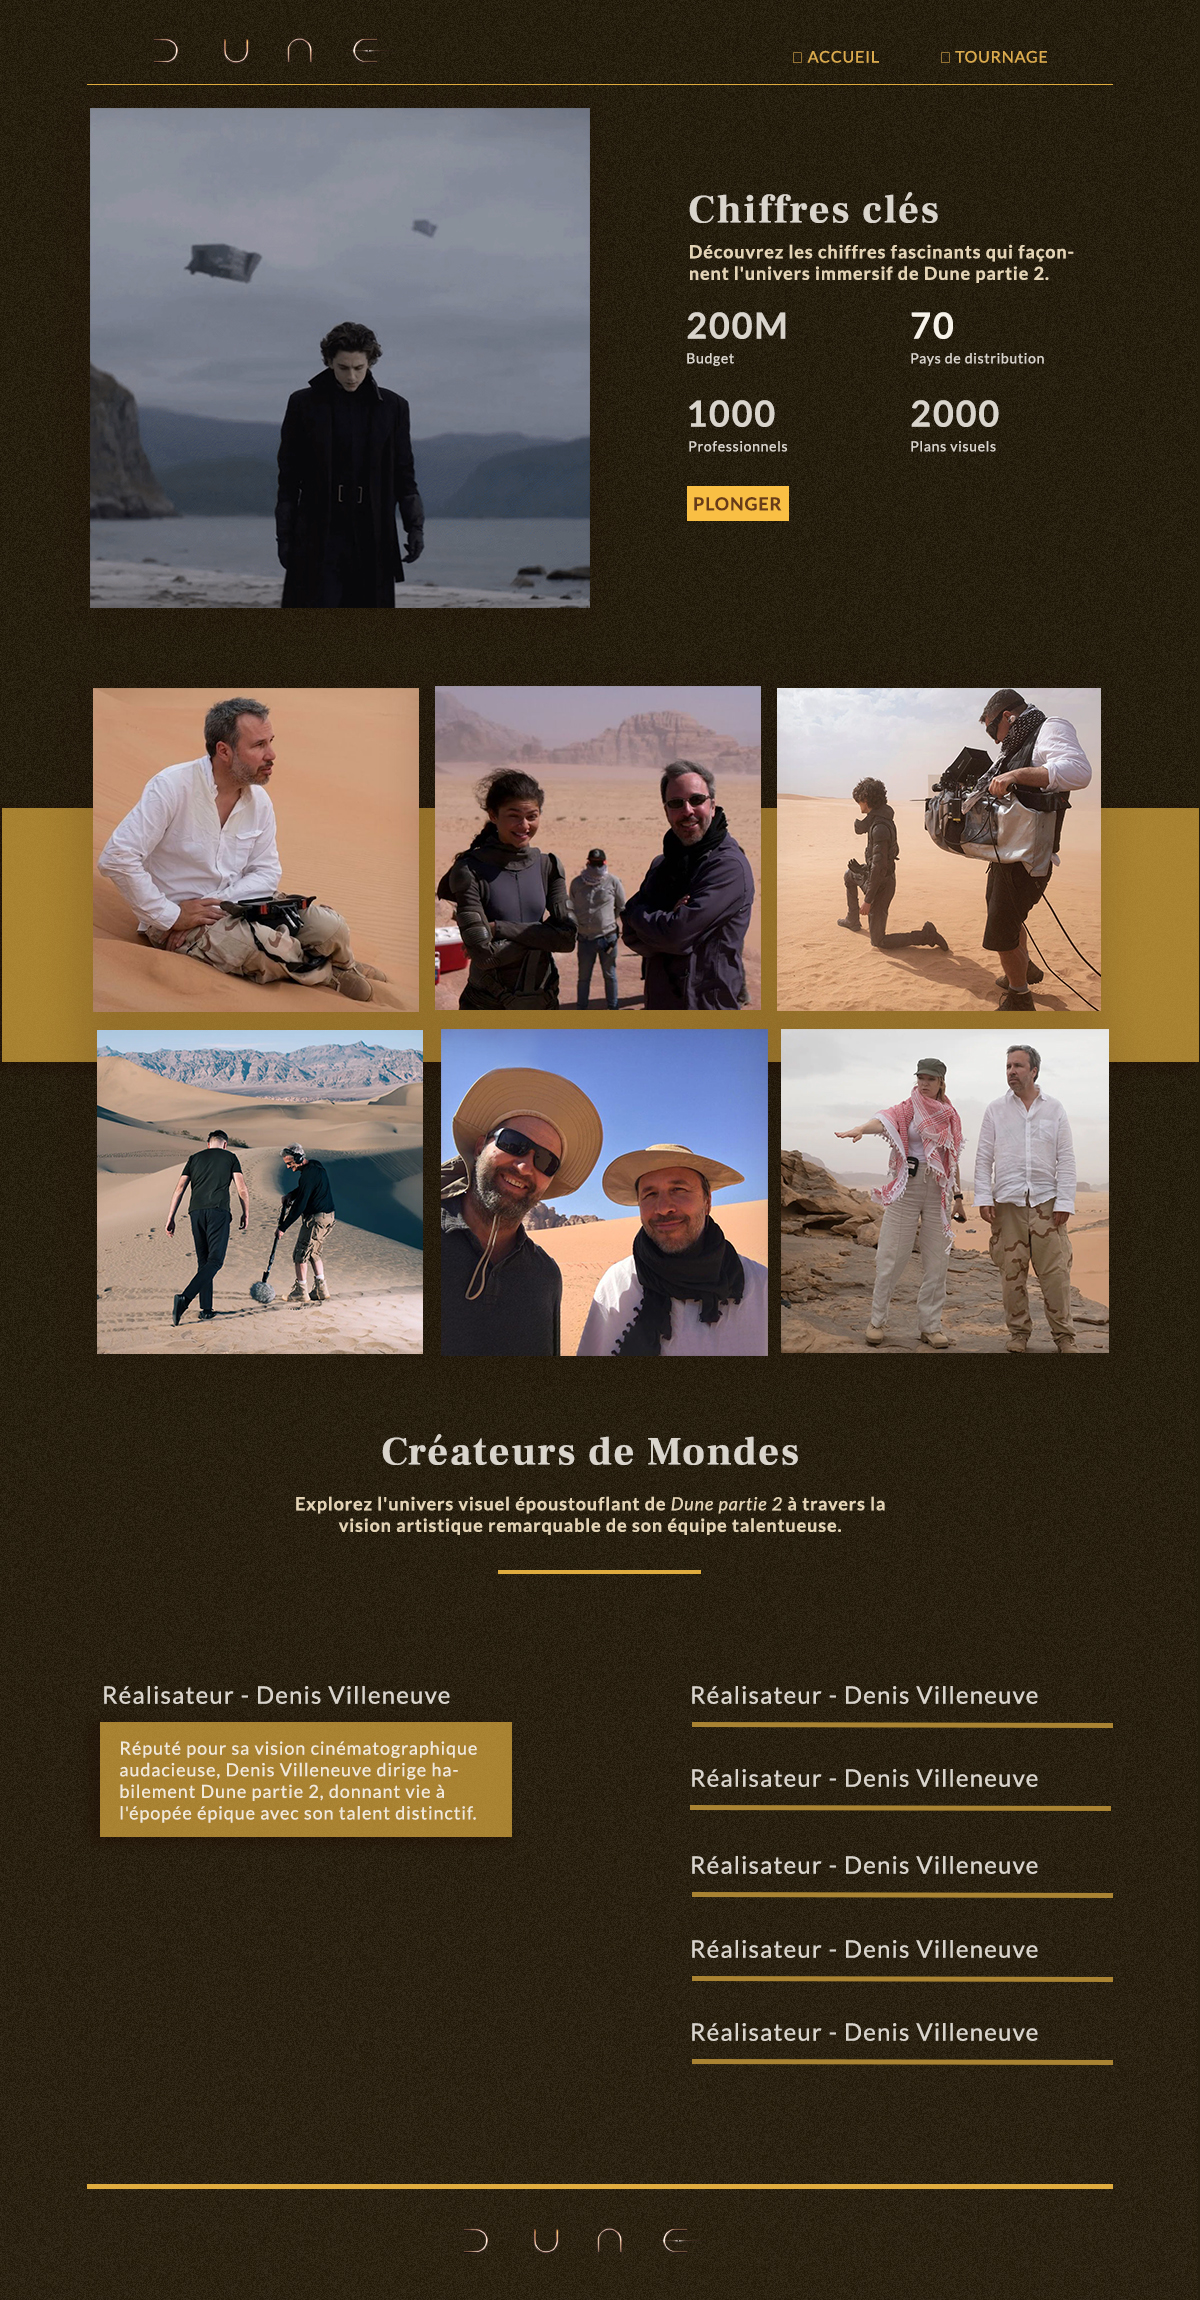 DUNE
ACCUEIL
TOURNAGE
Chiffres clés
Découvrez les chiffres fascinants qui façon-
nent l'univers immersif de Dune partie 2.
200M
Budget
70
Pays de distribution
1000
Professionnels
2000
Plans visuels
PLONGER
Créateurs de Mondes
Explorez l'univers visuel époustouflant de Dune partie 2 à travers la
vision artistique remarquable de son équipe talentueuse.
Réalisateur - Denis Villeneuve
Réputé pour sa vision cinématographique
audacieuse, Denis Villeneuve dirige ha-
bilement Dune partie 2, donnant vie à
l'épopée épique avec son talent distinctif.
Réalisateur - Denis Villeneuve
Réalisateur - Denis Villeneuve
Réalisateur - Denis Villeneuve
Réalisateur - Denis Villeneuve
Réalisateur - Denis Villeneuve
DUNE